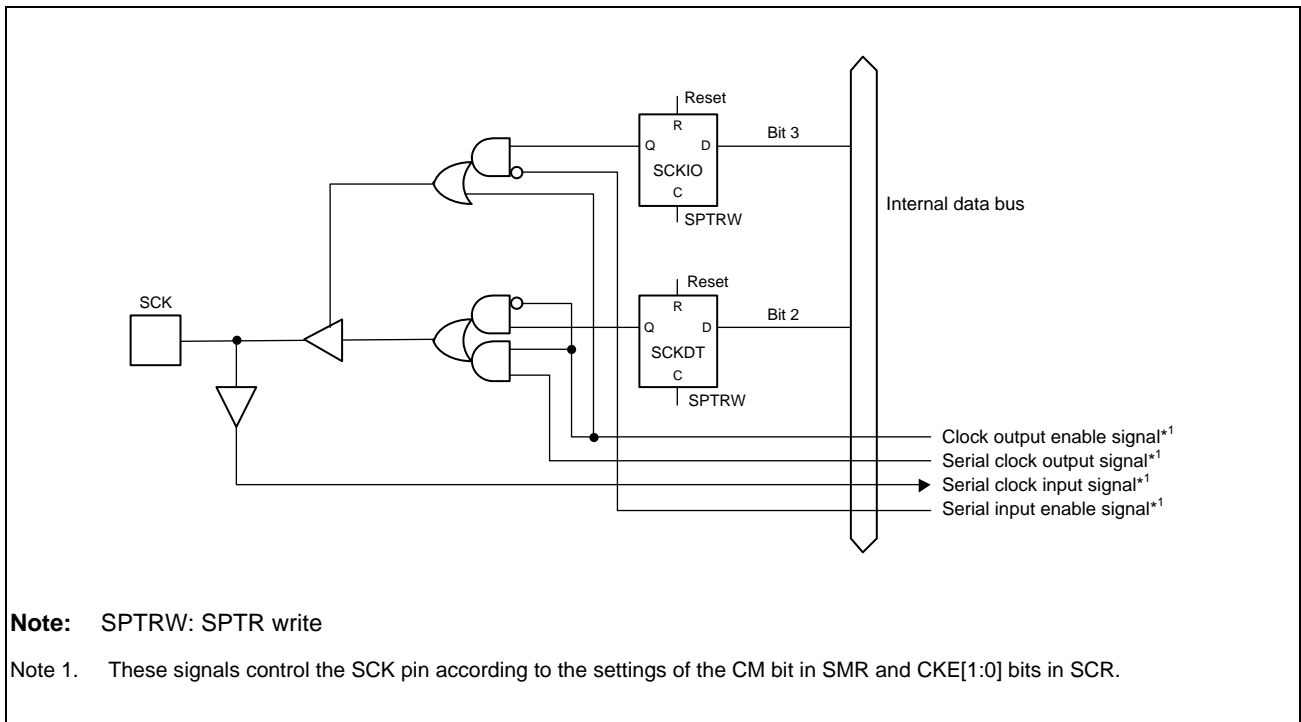 Reset
R
Bit 3
Q
D
SCKIO
C
SPTRW
Internal data bus
Reset
SCK
R
Bit 2
Q
D
SCKDT
C
SPTRW
Clock output enable signal*1
Serial clock output signal*1
Serial clock input signal*1
Serial input enable signal*1
Note: SPTRW: SPTR write
Note 1. These signals control the SCK pin according to the settings of the CM bit in SMR and CKE[1:0] bits in SCR.